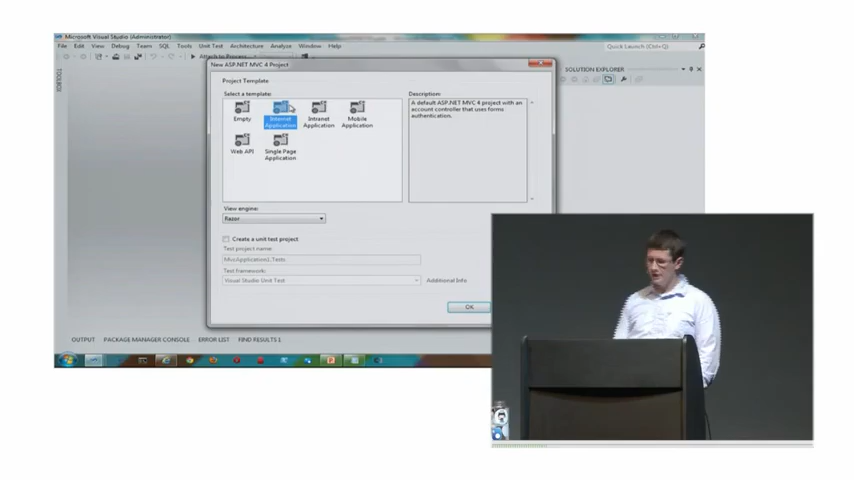 Microsoft Visual Studio (Administrator)
File Edit View Debug Team SQL Tools Unit Test Architecture Analyze Window Help
Quick Launch (Ctrl+Q)
Attach to Process...
New ASP.NET MVC 4 Project
SOLUTION EXPLORER
TOOLBOX
Project Template
Select a template:
Description:
Empty
Internet Application
Intranet Application
Mobile Application
A default ASP.NET MVC 4 project with an
account controller that uses forms
authentication.
Web API
Single Page Application
View engine:
Razor
Create a unit test project
Test project name:
MvcApplication1.Tests
Test framework:
Visual Studio Unit Test
Additional Info
OK
OUTPUT PACKAGE MANAGER CONSOLE ERROR LIST FIND RESULTS 1